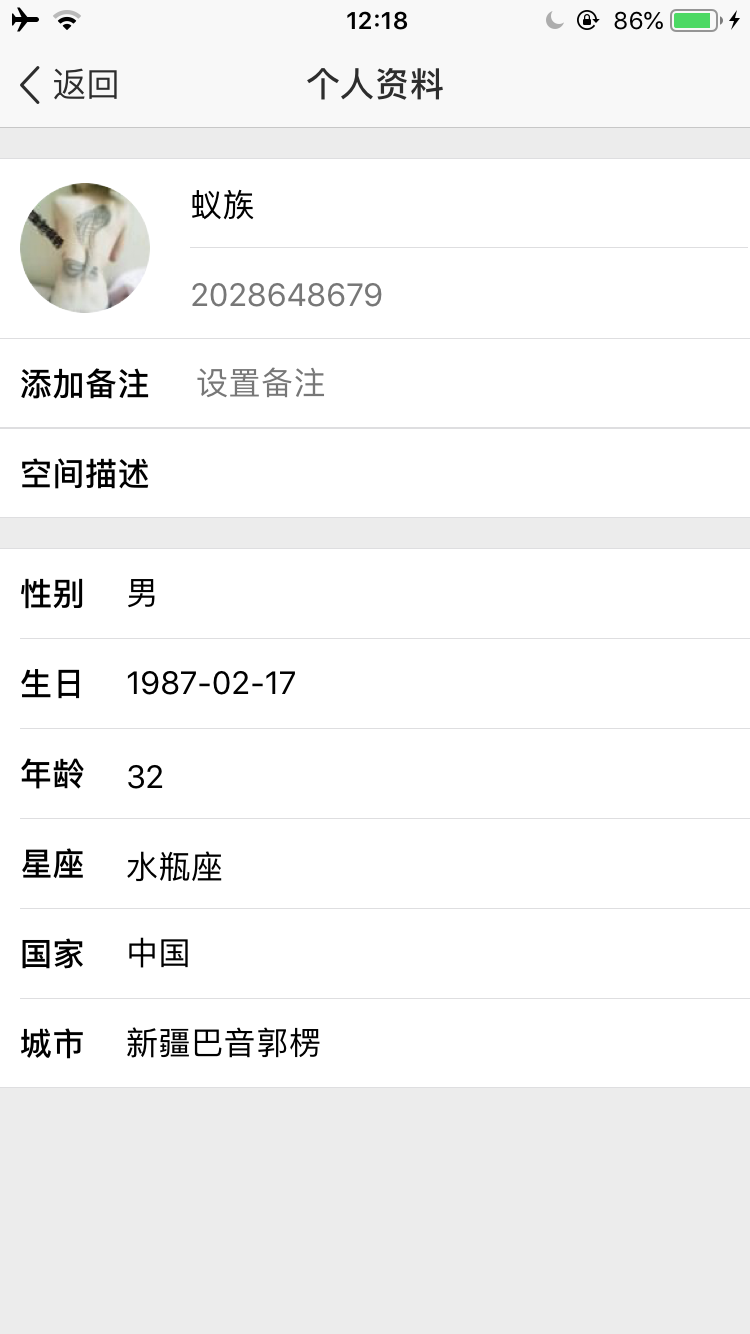 12:18
86%
返回
个人资料
蚁族
2028648679
添加备注 设置备注
空间描述
性别 男
生日 1987-02-17
年龄 32
星座 水瓶座
国家 中国
城市 新疆巴音郭楞